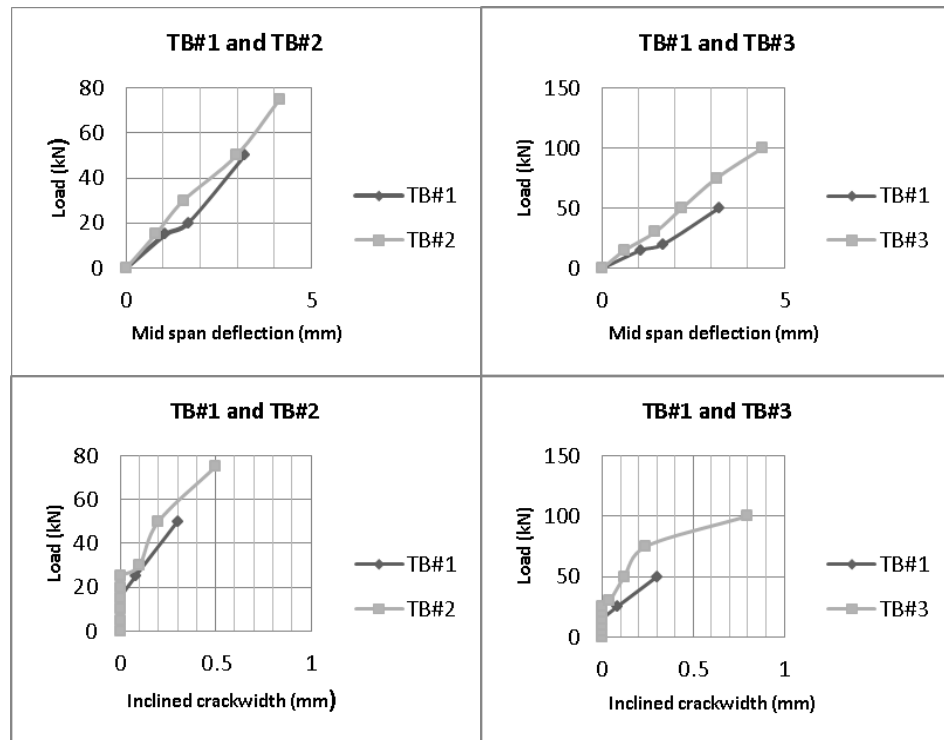 TB#1 and TB#2
80
60
40
20
0
Load (kN)
0
5
Mid span deflection (mm)
TB#1
TB#2
TB#1 and TB#3
150
100
50
0
Load (kN)
0
5
Mid span deflection (mm)
TB#1
TB#3
TB#1 and TB#2
80
60
40
20
0
Load (kN)
0
0.5
1
Inclined crackwidth (mm)
TB#1
TB#2
TB#1 and TB#3
150
100
50
0
Load (kN)
0
0.5
1
Inclined crackwidth (mm)
TB#1
TB#3